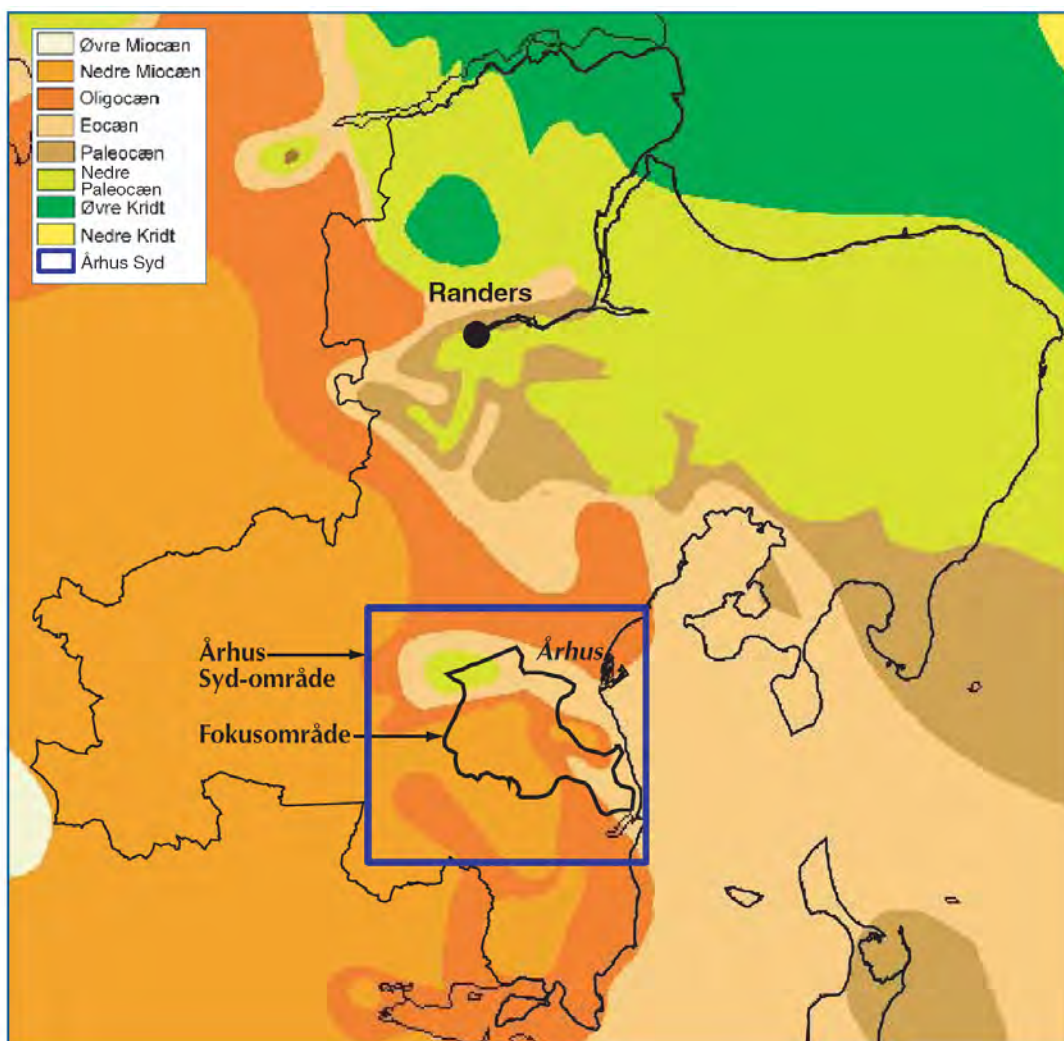 Øvre Miocæn
Nedre Miocæn
Oligocæn
Eocæn
Paleocæn
Nedre
Paleocæn
Øvre Kridt
Nedre Kridt
Århus Syd
Randers
Århus
Århus
Syd-område
Fokusområde